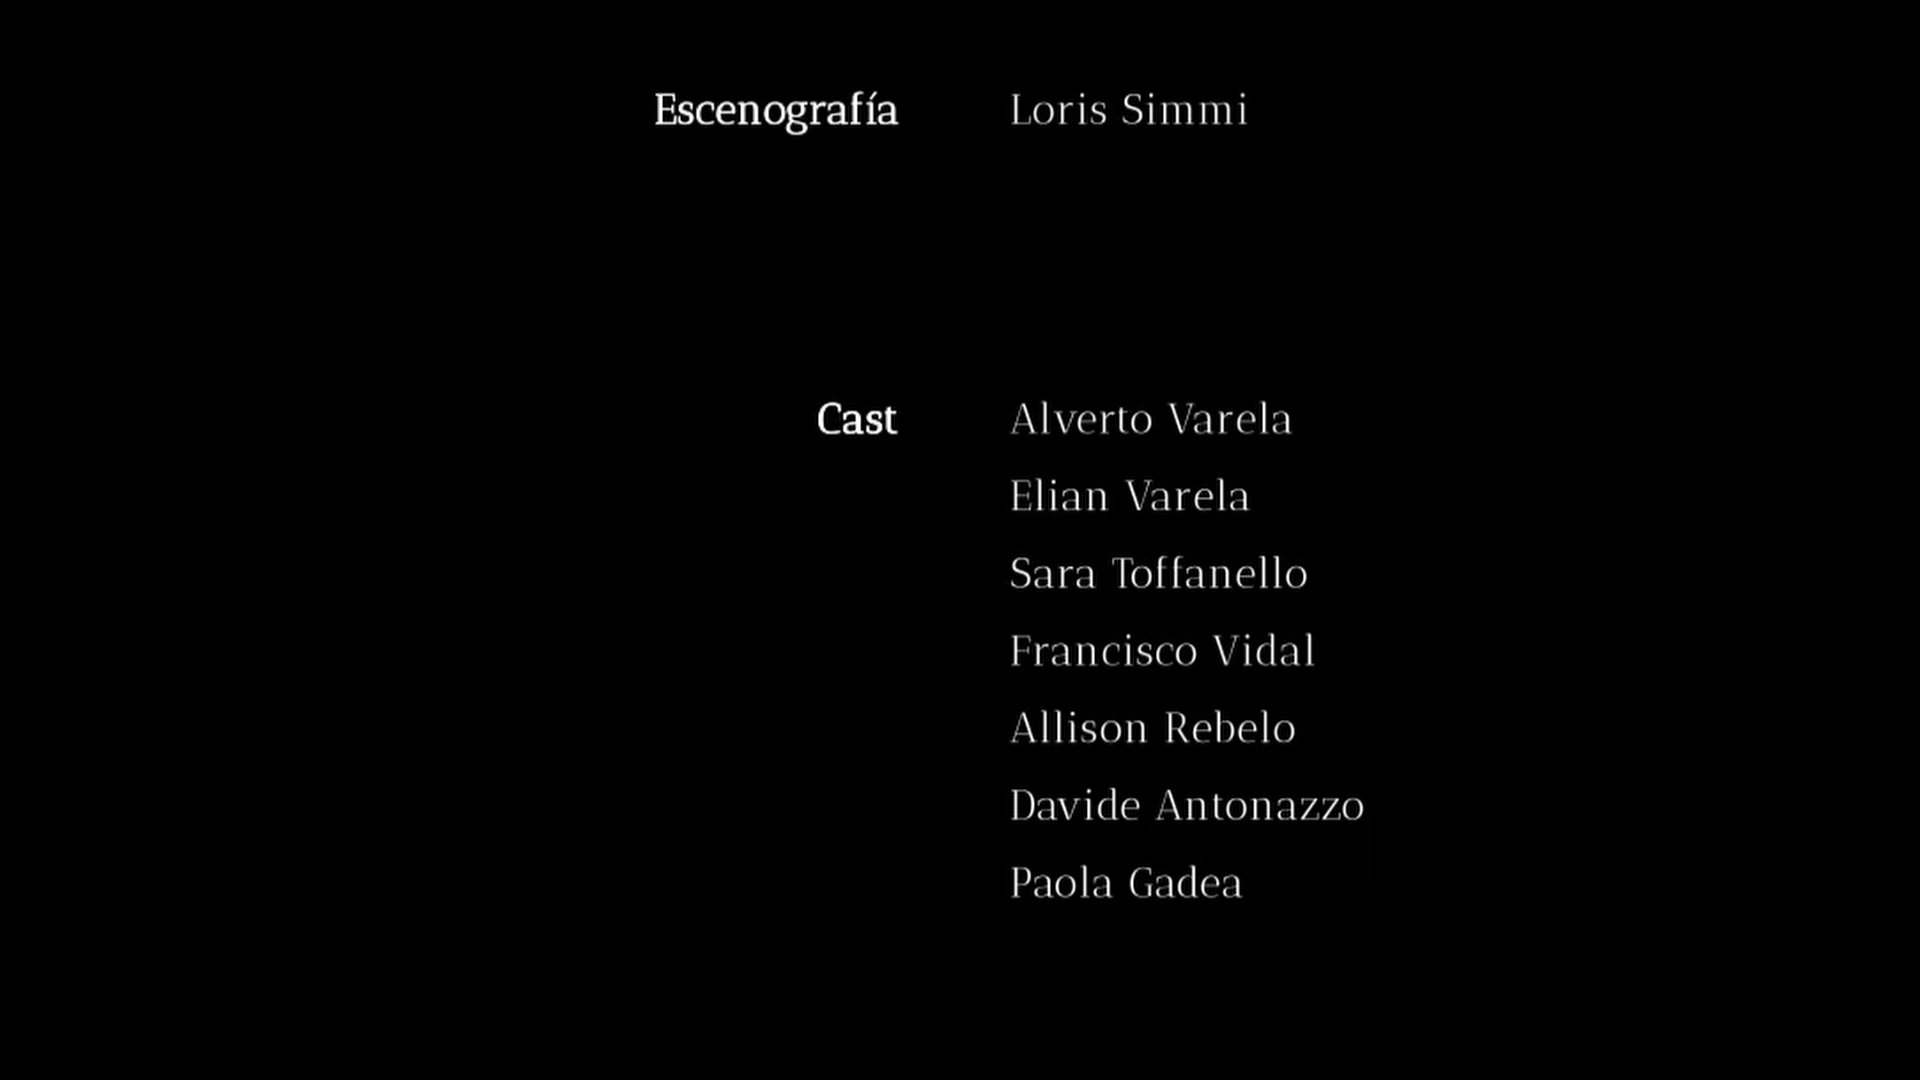 Escenografía Loris Simmi
Cast Alverto Varela
Elian Varela
Sara Toffanello
Francisco Vidal
Allison Rebelo
Davide Antonazzo
Paola Gadea